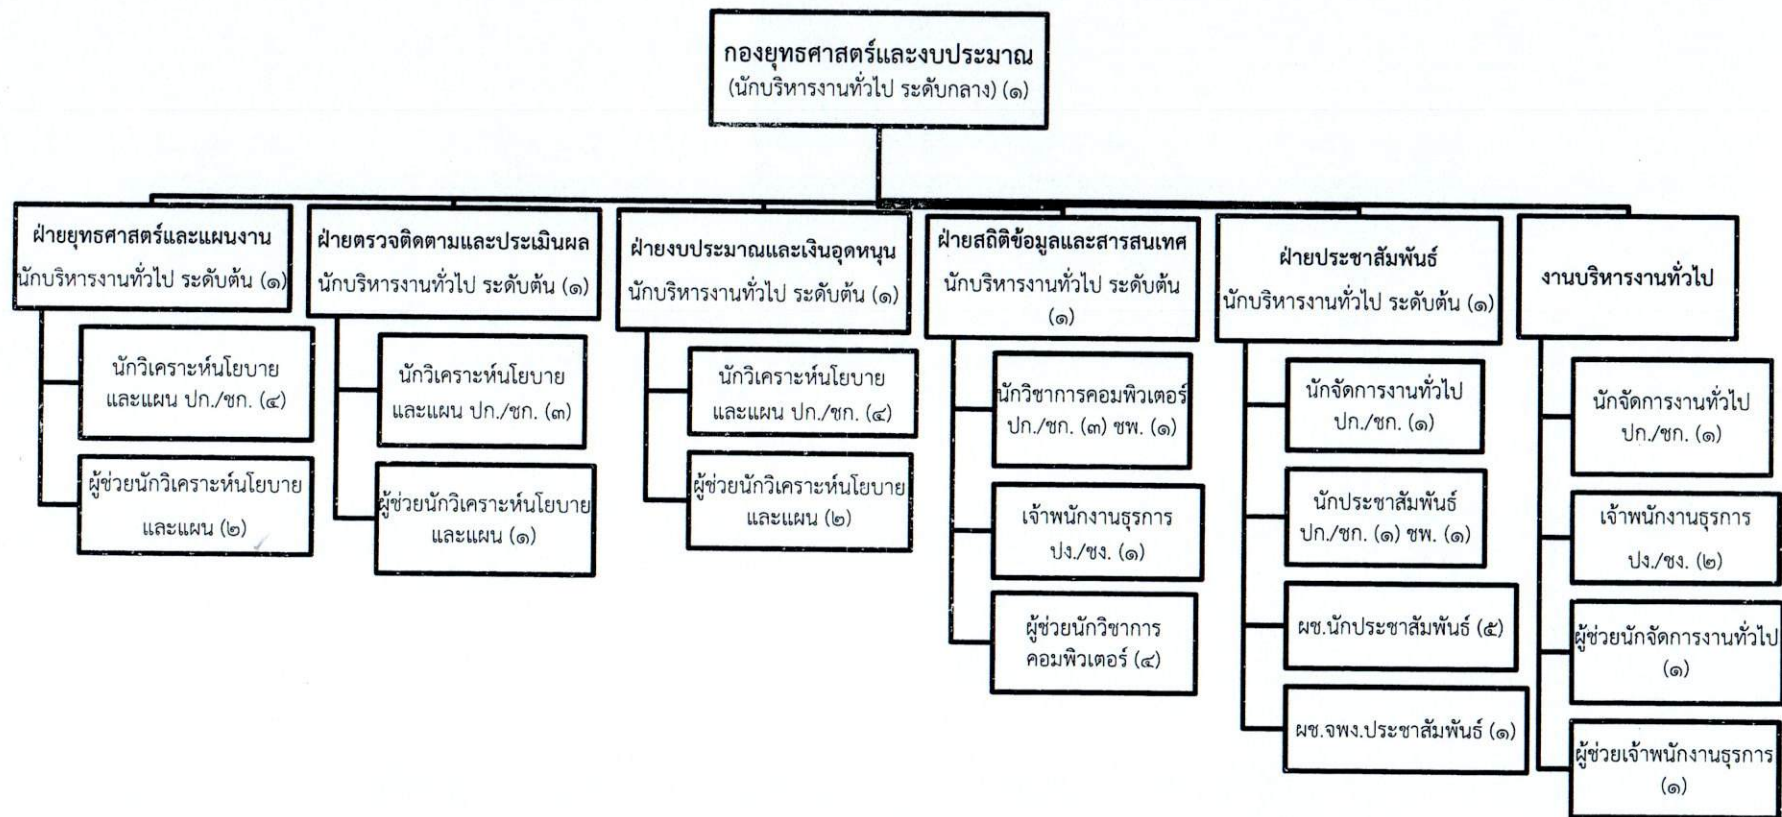 กองยุทธศาสตร์และงบประมาณ
(นักบริหารงานทั่วไป ระดับกลาง) (๑)
ฝ่ายยุทธศาสตร์และแผนงาน
นักบริหารงานทั่วไป ระดับต้น (๑)
นักวิเคราะห์นโยบาย
และแผน ปก./ชก. (๔)
ผู้ช่วยนักวิเคราะห์นโยบาย
และแผน (๒)
ฝ่ายตรวจติดตามและประเมินผล
นักบริหารงานทั่วไป ระดับต้น (๑)
นักวิเคราะห์นโยบาย
และแผน ปก./ชก. (๓)
ผู้ช่วยนักวิเคราะห์นโยบาย
และแผน (๑)
ฝ่ายงบประมาณและเงินอุดหนุน
นักบริหารงานทั่วไป ระดับต้น (๑)
นักวิเคราะห์นโยบาย
และแผน ปก./ชก. (๔)
ผู้ช่วยนักวิเคราะห์นโยบาย
และแผน (๒)
ฝ่ายสถิติข้อมูลและสารสนเทศ
นักบริหารงานทั่วไป ระดับต้น
(๑)
นักวิชาการคอมพิวเตอร์
ปก./ชก. (๓) ชพ. (๑)
เจ้าพนักงานธุรการ
ปง./ชง. (๑)
ผู้ช่วยนักวิชาการ
คอมพิวเตอร์ (๔)
ฝ่ายประชาสัมพันธ์
นักบริหารงานทั่วไป ระดับต้น (๑)
นักจัดการงานทั่วไป
ปก./ชก. (๑)
นักประชาสัมพันธ์
ปก./ชก. (๑) ชพ. (๑)
ผช.นักประชาสัมพันธ์ (๕)
ผช.จพง.ประชาสัมพันธ์ (๑)
งานบริหารงานทั่วไป
นักจัดการงานทั่วไป
ปก./ชก. (๑)
เจ้าพนักงานธุรการ
ปง./ชง. (๒)
ผู้ช่วยนักจัดการงานทั่วไป
(๑)
ผู้ช่วยเจ้าพนักงานธุรการ
(๑)